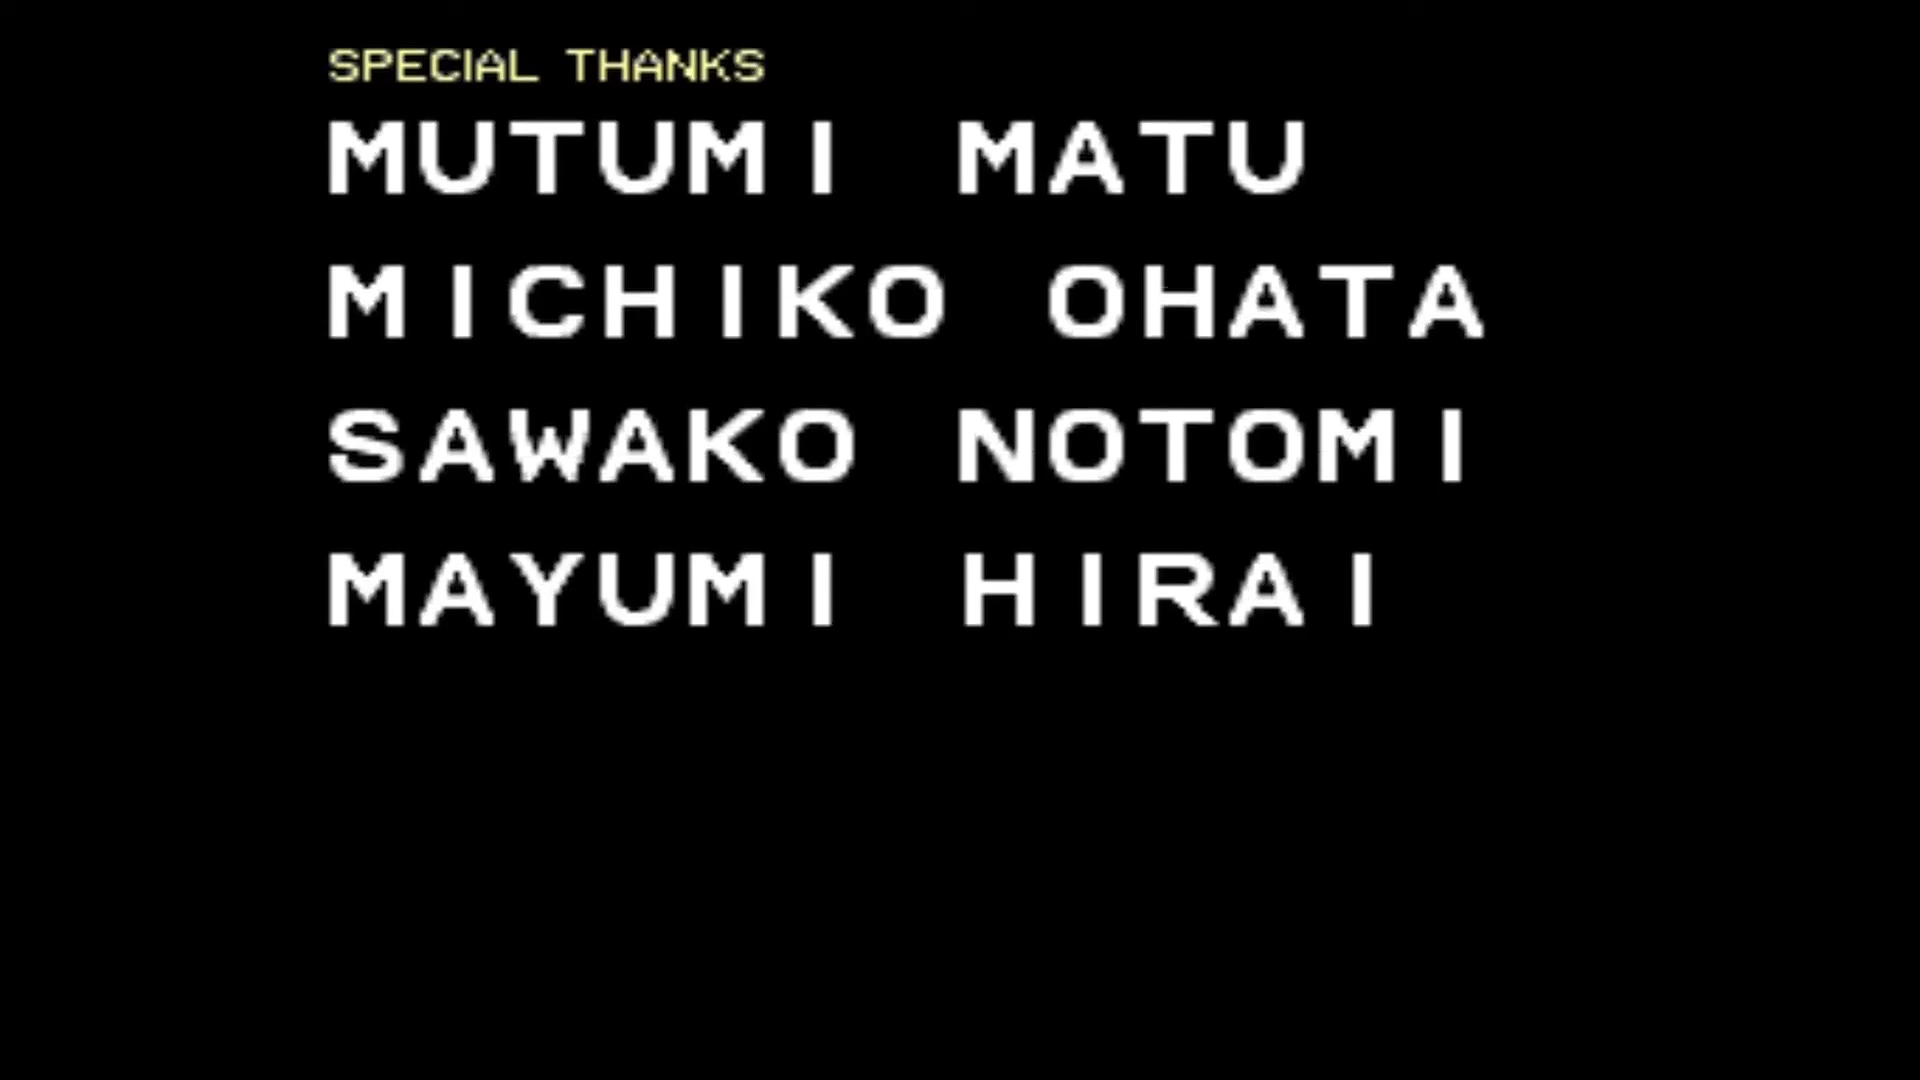 SPECIAL THANKS
MUTUMI MATU
MICHIKO OHATA
SAWAKO NOTOMI
MAYUMI HIRAI